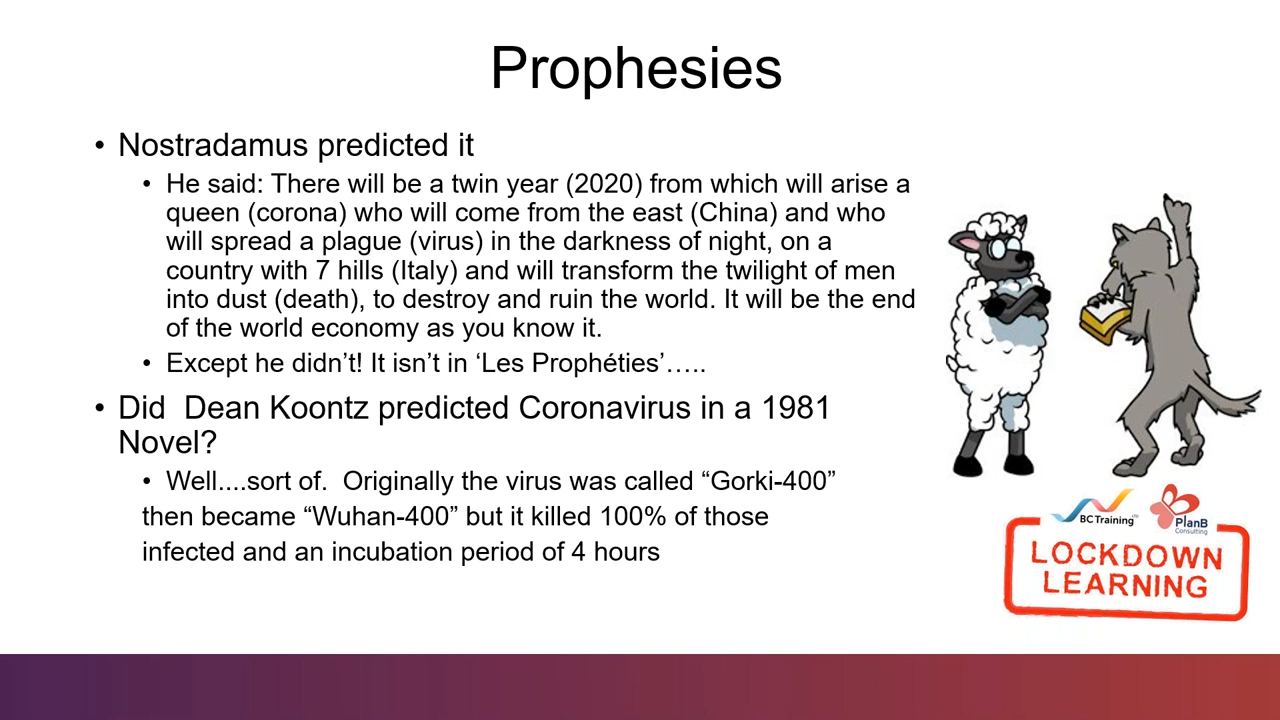 Prophesies
• Nostradamus predicted it
• He said: There will be a twin year (2020) from which will arise a
queen (corona) who will come from the east (China) and who
will spread a plague (virus) in the darkness of night, on a
country with 7 hills (Italy) and will transform the twilight of men
into dust (death), to destroy and ruin the world. It will be the end
of the world economy as you know it.
• Except he didn’t! It isn’t in ‘Les Prophéties’…..
• Did  Dean Koontz predicted Coronavirus in a 1981
Novel?
• Well....sort of.  Originally the virus was called “Gorki-400”
then became “Wuhan-400” but it killed 100% of those
infected and an incubation period of 4 hours
BC Training LTD
PlanB
Consulting
LOCKDOWN
LEARNING